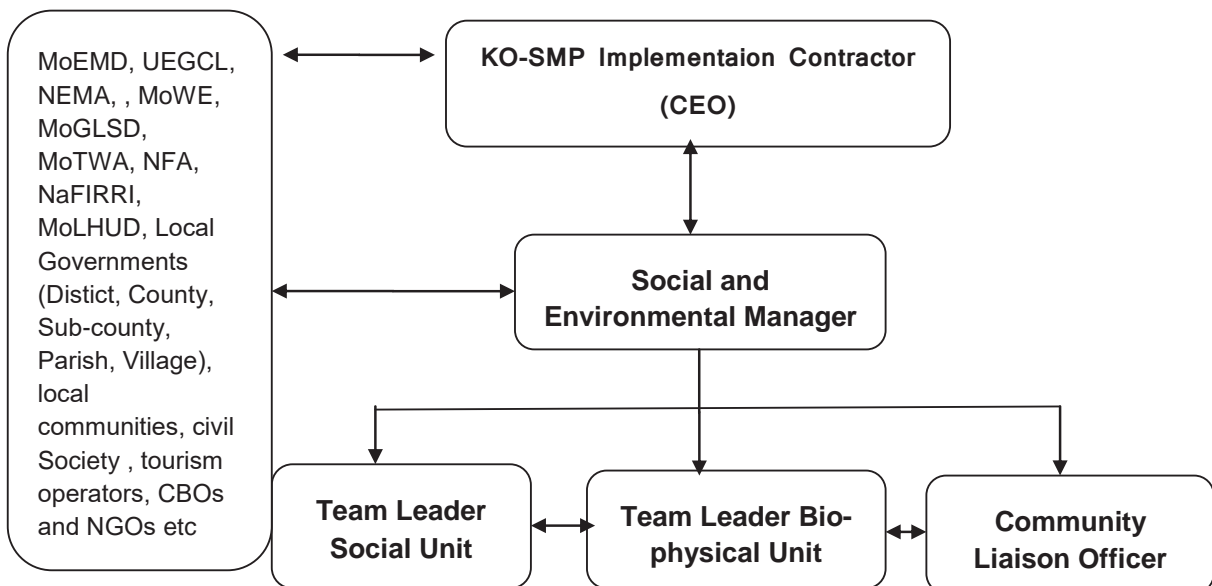 MoEMD, UEGCL,
NEMA, , MoWE,
MoGLSD,
MoTWA, NFA,
NaFIRRI,
MoLHUD, Local
Governments
(Distict, County,
Sub-county,
Parish, Village),
local
communities, civil
Society , tourism
operators, CBOs
and NGOs etc
KO-SMP Implementaion Contractor
(CEO)
Social and
Environmental Manager
Team Leader
Social Unit
Team Leader Bio-
physical Unit
Community
Liaison Officer